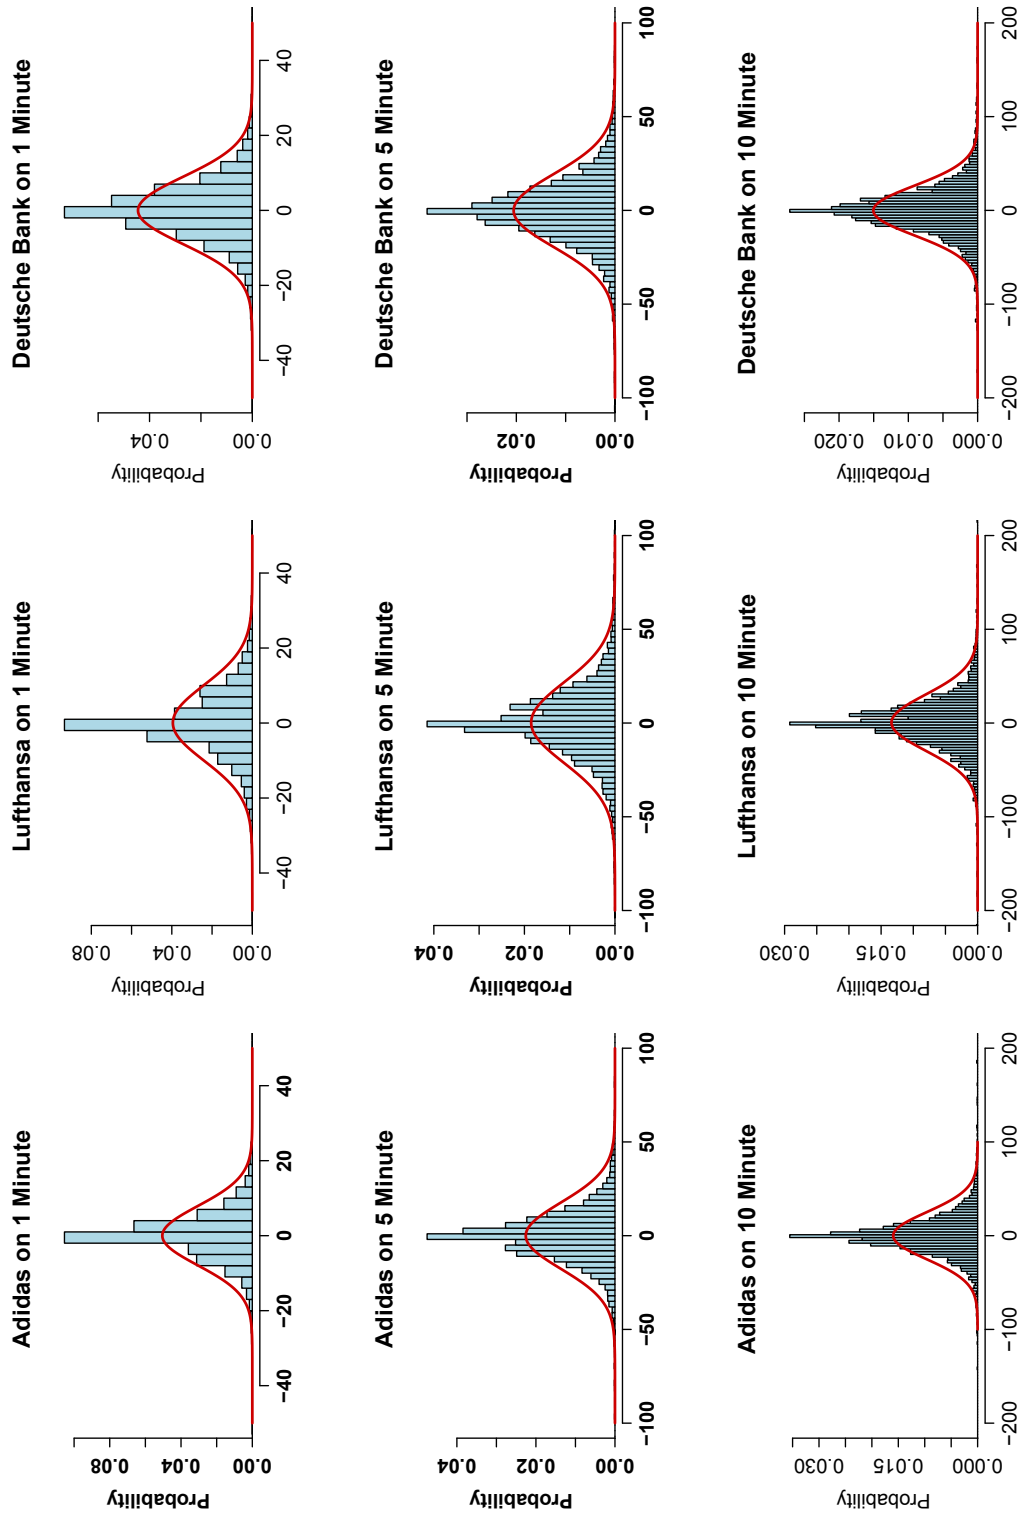 Adidas on 1 Minute
Probability
0.00 0.04 0.08
−40 −20 0 20 40
Lufthansa on 1 Minute
Probability
0.00 0.04 0.08
−40 −20 0 20 40
Deutsche Bank on 1 Minute
Probability
0.00 0.04
−40 −20 0 20 40
Adidas on 5 Minute
Probability
0.00 0.02 0.04
−100 −50 0 50 100
Lufthansa on 5 Minute
Probability
0.00 0.02 0.04
−100 −50 0 50 100
Deutsche Bank on 5 Minute
Probability
0.00 0.02
−100 −50 0 50 100
Adidas on 10 Minute
Probability
0.000 0.015 0.030
−200 −100 0 100 200
Lufthansa on 10 Minute
Probability
0.000 0.015 0.030
−200 −100 0 100 200
Deutsche Bank on 10 Minute
Probability
0.000 0.010 0.020
−200 −100 0 100 200